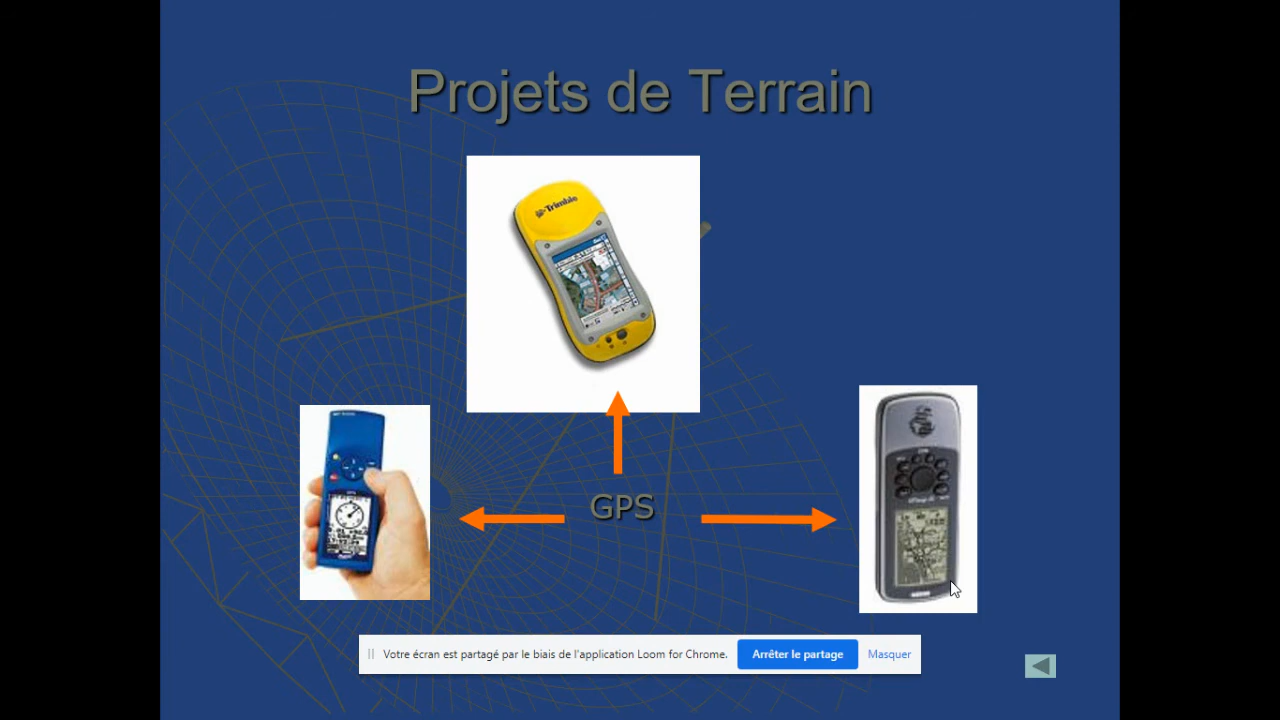 Projets de Terrain
Trimble
GPS
Votre écran est partagé par le biais de l'application Loom for Chrome.
Arrêter le partage
Masquer